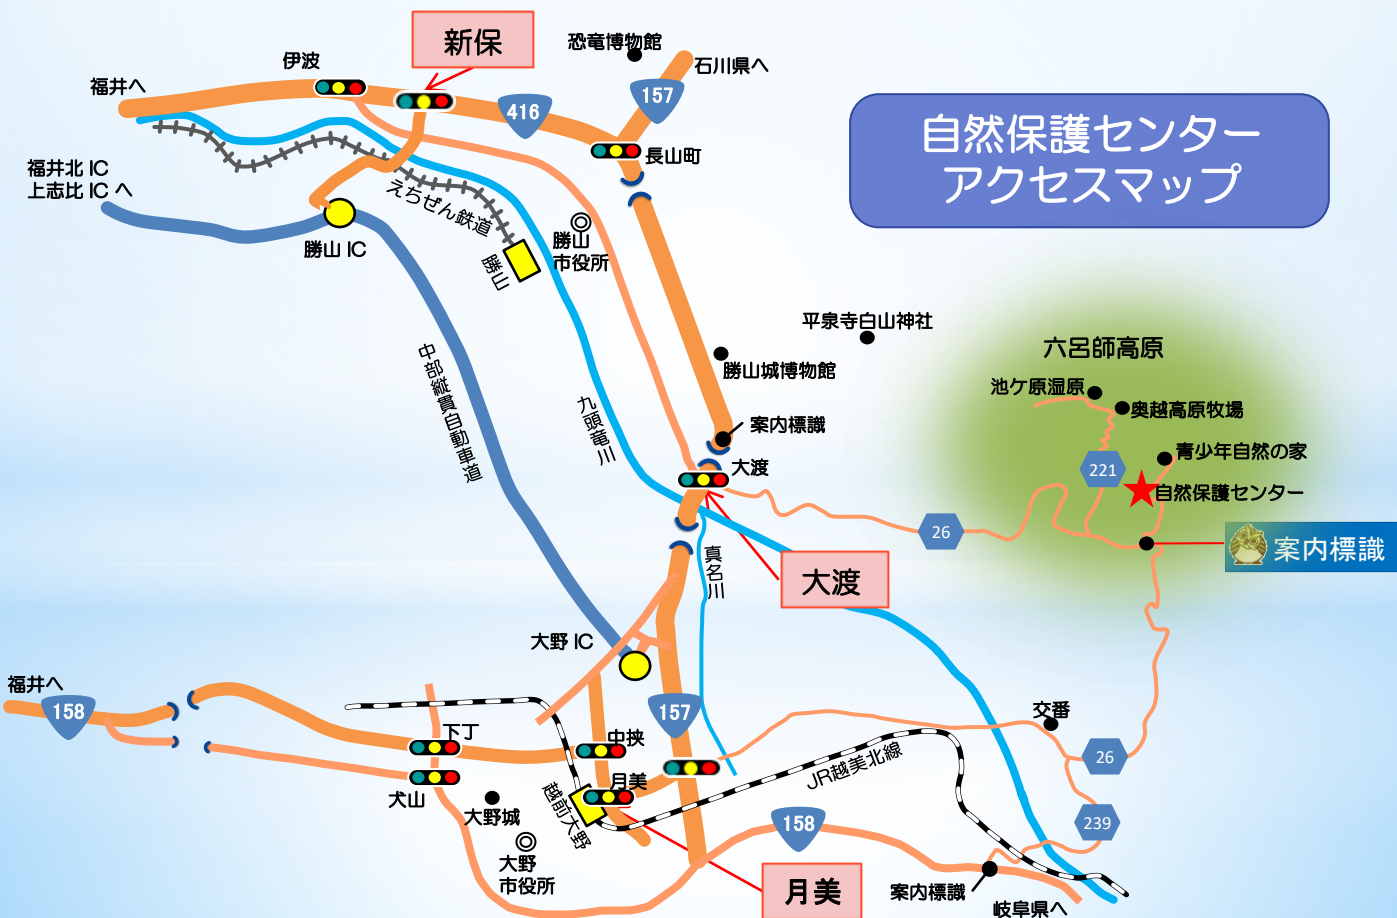 新保
恐竜博物館
伊波
石川県へ
福井へ
157
416
自然保護センター
アクセスマップ
長山町
福井北 IC
上志比 IC へ
えちぜん鉄道
勝山
市役所
勝山 IC
勝山
平泉寺白山神社
六呂師高原
中部縦貫自動車道
勝山城博物館
池ケ原湿原
奥越高原牧場
九頭竜川
案内標識
青少年自然の家
大渡
221
自然保護センター
26
案内標識
真名川
大渡
大野 IC
福井へ
158
157
交番
下丁
中挟
26
JR越美北線
月美
犬山
越前大野
大野城
158
239
大野
市役所
月美
案内標識
岐阜県へ